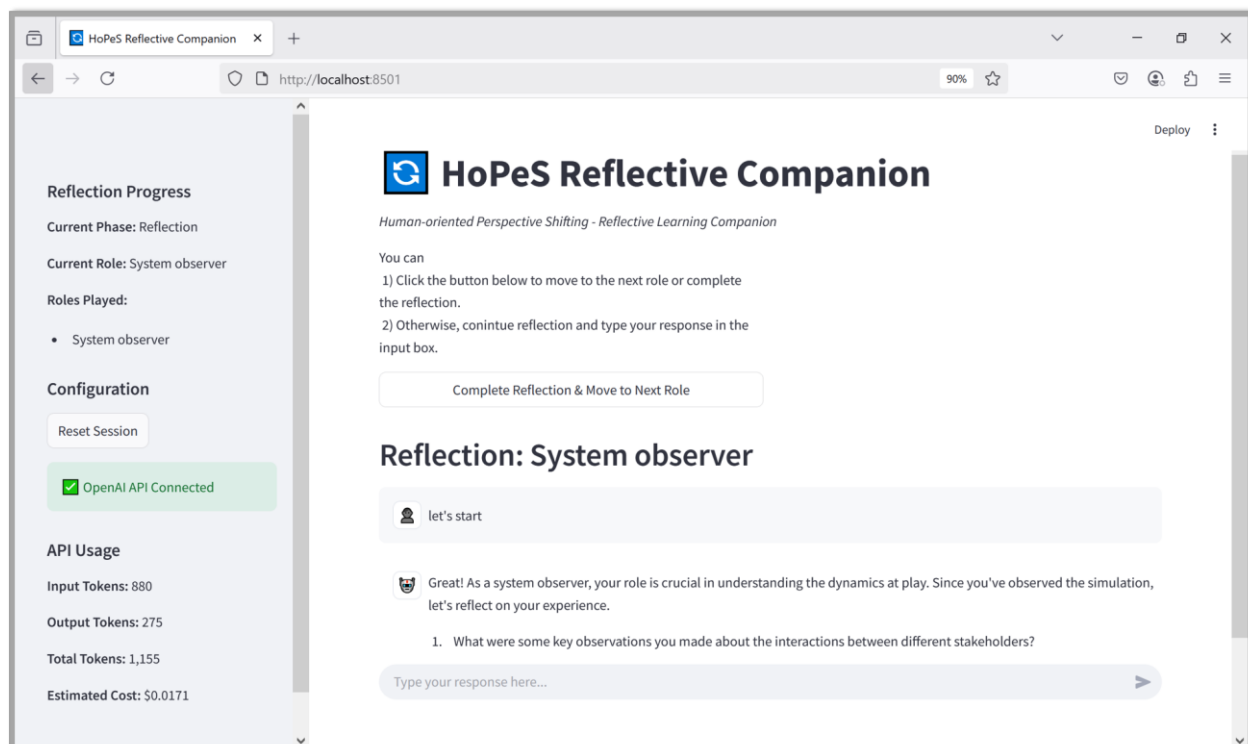 HoPeS Reflective Companion
http://localhost:8501
90%
Reflection Progress
Current Phase: Reflection
Current Role: System observer
Roles Played:
System observer
Configuration
Reset Session
OpenAI API Connected
API Usage
Input Tokens: 880
Output Tokens: 275
Total Tokens: 1,155
Estimated Cost: $0.0171
Deploy
HoPeS Reflective Companion
Human-oriented Perspective Shifting - Reflective Learning Companion
You can
1) Click the button below to move to the next role or complete
the reflection.
2) Otherwise, conintue reflection and type your response in the
input box.
Complete Reflection & Move to Next Role
Reflection: System observer
let's start
Great! As a system observer, your role is crucial in understanding the dynamics at play. Since you've observed the simulation,
let's reflect on your experience.
1. What were some key observations you made about the interactions between different stakeholders?
Type your response here...